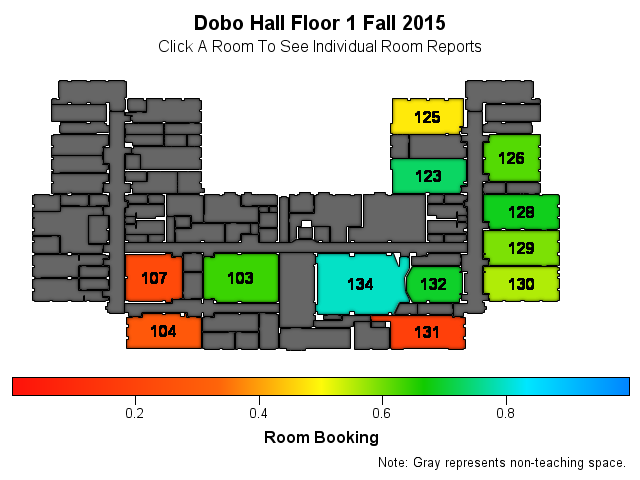 Dobo Hall Floor 1 Fall 2015
Click A Room To See Individual Room Reports
125
126
123
128
129
107
103
134
132
130
104
131
0.2 0.4 0.6 0.8
Room Booking
Note: Gray represents non-teaching space.